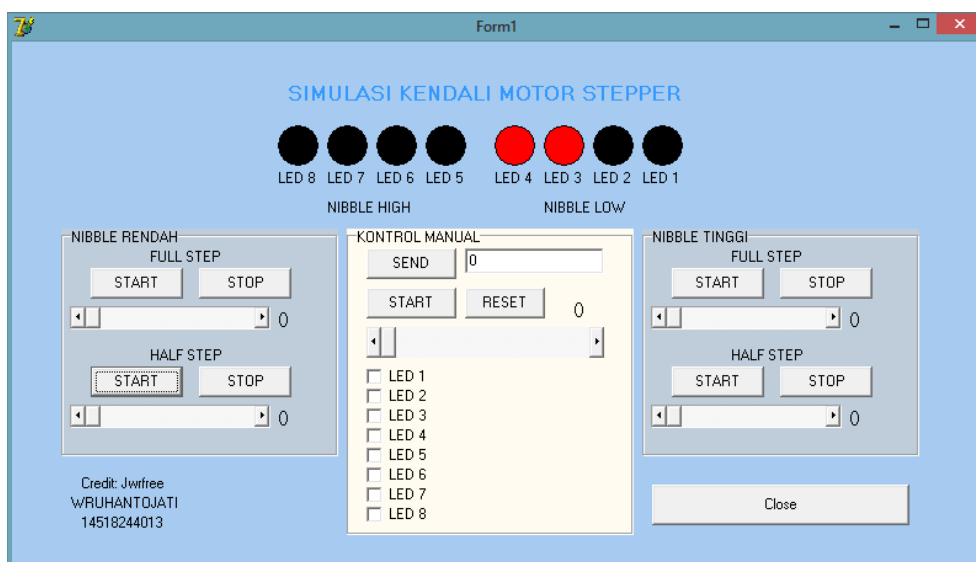 Form1
SIMULASI KENDALI MOTOR STEPPER
LED 8 LED 7 LED 6 LED 5 LED 4 LED 3 LED 2 LED 1
NIBBLE HIGH NIBBLE LOW
NIBBLE RENDAH
FULL STEP
START STOP
0
HALF STEP
START STOP
0
KONTROL MANUAL
SEND 0
START RESET 0
LED 1
LED 2
LED 3
LED 4
LED 5
LED 6
LED 7
LED 8
NIBBLE TINGGI
FULL STEP
START STOP
0
HALF STEP
START STOP
0
Credit: Jwrfree
WRUHANTOJATI
14518244013
Close